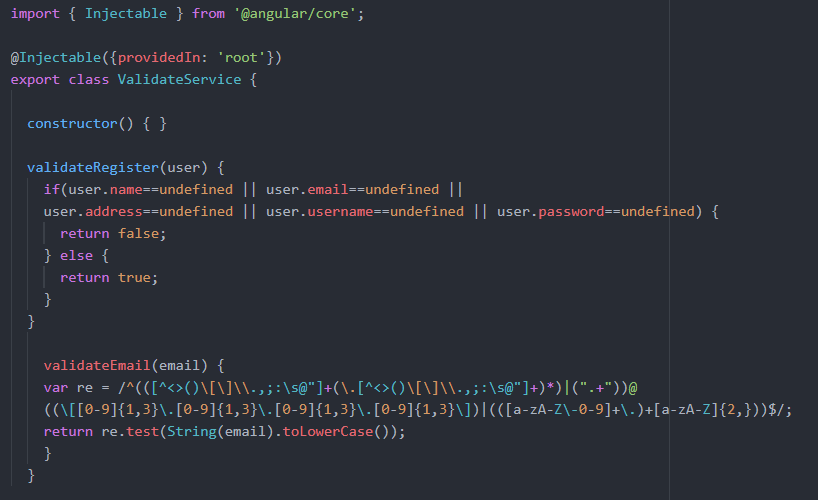 import { Injectable } from '@angular/core';
@Injectable({providedIn: 'root'})
export class ValidateService {
constructor() { }
validateRegister(user) {
if(user.name==undefined || user.email==undefined ||
user.address==undefined || user.username==undefined || user.password==undefined) {
return false;
} else {
return true;
}
}
validateEmail(email) {
var re = /^(([^<>()\[\]\\.,;:\s@"]+(\.[^<>()\[\]\\.,;:\s@"]+)*)|(".+"))@
((\[[0-9]{1,3}\.[0-9]{1,3}\.[0-9]{1,3}\.[0-9]{1,3}\])|(([a-zA-Z\-0-9]+\.)+[a-zA-Z]{2,}))$/;
return re.test(String(email).toLowerCase());
}
}